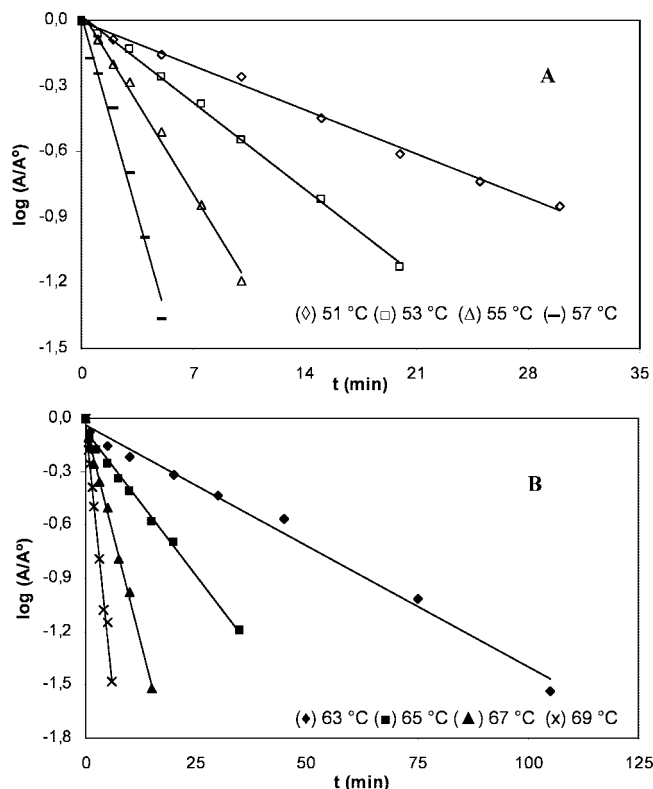 0,0
-0,3
-0,6
-0,9
-1,2
-1,5
log (A/Aº)
A
(◊) 51 °C (□) 53 °C (Δ) 55 °C (–) 57 °C
0 7 14 21 28 35
t (min)
0,0
-0,3
-0,6
-0,9
-1,2
-1,5
-1,8
log (A/Aº)
B
(♦) 63 °C (■) 65 °C (▲) 67 °C (x) 69 °C
0 25 50 75 100 125
t (min)